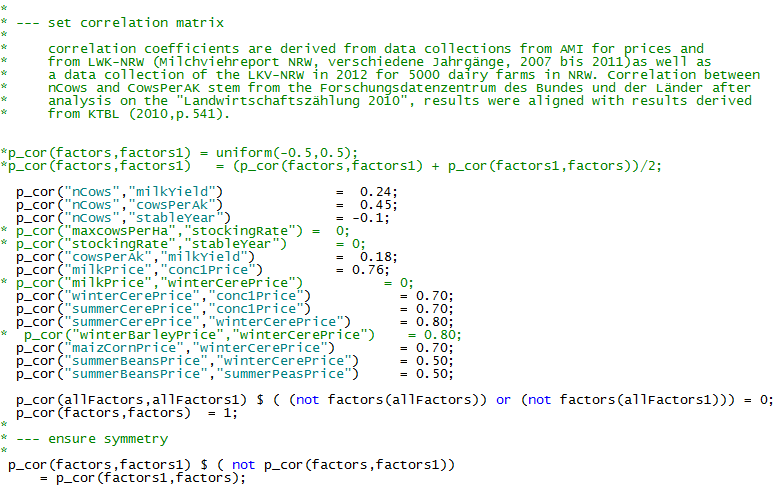 *
* --- set correlation matrix
*
*     correlation coefficients are derived from data collections from AMI for prices and
*     from LWK-NRW (Milchviehreport NRW, verschiedene Jahrgänge, 2007 bis 2011)as well as
*     a data collection of the LKV-NRW in 2012 for 5000 dairy farms in NRW. Correlation between
*     nCows and CowsPerAK stem from the Forschungsdatenzentrum des Bundes und der Länder after
*     analysis on the "Landwirtschaftszählung 2010", results were aligned with results derived
*     from KTBL (2010,p.541).
*p_cor(factors,factors1) = uniform(-0.5,0.5);
*p_cor(factors,factors1)   = (p_cor(factors,factors1) + p_cor(factors1,factors))/2;
  p_cor("nCows","milkYield")              =  0.24;
  p_cor("nCows","cowsPerAk")              =  0.45;
  p_cor("nCows","stableYear")             = -0.1;
* p_cor("maxcowsPerHa","stockingRate") =  0;
* p_cor("stockingRate","stableYear")      = 0;
  p_cor("cowsPerAk","milkYield")          =  0.18;
  p_cor("milkPrice","conc1Price")         = 0.76;
* p_cor("milkPrice","winterCerePrice")          = 0;
  p_cor("winterCerePrice","conc1Price")           = 0.70;
  p_cor("summerCerePrice","conc1Price")           = 0.70;
  p_cor("summerCerePrice","winterCerePrice")      = 0.80;
*  p_cor("winterBarleyPrice","winterCerePrice")    = 0.80;
  p_cor("maizCornPrice","winterCerePrice")        = 0.70;
  p_cor("summerBeansPrice","winterCerePrice")     = 0.50;
  p_cor("summerBeansPrice","summerPeasPrice")     = 0.50;
  p_cor(allFactors,allFactors1) $ ( (not factors(allFactors)) or (not factors(allFactors1))) = 0;
  p_cor(factors,factors)  = 1;
*
* --- ensure symmetry
*
 p_cor(factors,factors1) $ ( not p_cor(factors,factors1))
     = p_cor(factors1,factors);